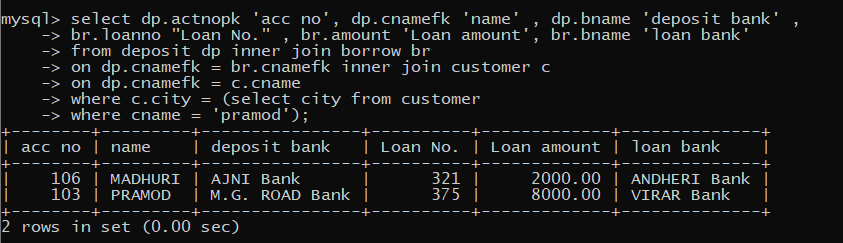 mysql> select dp.actnopk 'acc no', dp.cnamefk 'name' , dp.bname 'deposit bank' ,
    -> br.loanno "Loan No." , br.amount 'Loan amount', br.bname 'loan bank'
    -> from deposit dp inner join borrow br
    -> on dp.cnamefk = br.cnamefk inner join customer c
    -> on dp.cnamefk = c.cname
    -> where c.city = (select city from customer
    -> where cname = 'pramod');
+--------+---------+----------------+----------+-------------+--------------+
| acc no | name    | deposit bank   | Loan No. | Loan amount | loan bank    |
+--------+---------+----------------+----------+-------------+--------------+
|    106 | MADHURI | AJNI Bank      |      321 |     2000.00 | ANDHERI Bank |
|    103 | PRAMOD  | M.G. ROAD Bank |      375 |     8000.00 | VIRAR Bank   |
+--------+---------+----------------+----------+-------------+--------------+
2 rows in set (0.00 sec)